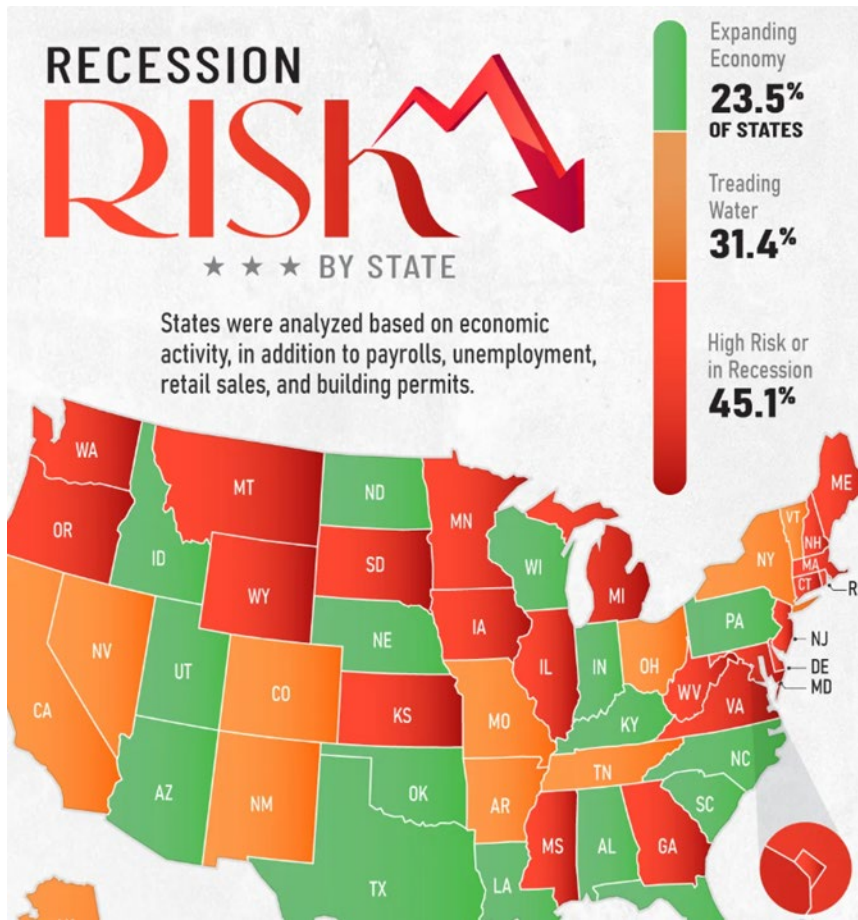 RECESSION
RISK
BY STATE
States were analyzed based on economic
activity, in addition to payrolls, unemployment,
retail sales, and building permits.
Expanding
Economy
23.5%
OF STATES
Treading
Water
31.4%
High Risk or
in Recession
45.1%
WA
MT
ND
MN
ME
OR
ID
WY
SD
WI
MI
VT
NH
NY
MA
CT
R
NV
UT
CO
NE
IA
IL
IN
OH
PA
NJ
DE
MD
CA
KS
MO
KY
WV
VA
AZ
NM
OK
AR
TN
NC
SC
TX
LA
MS
AL
GA